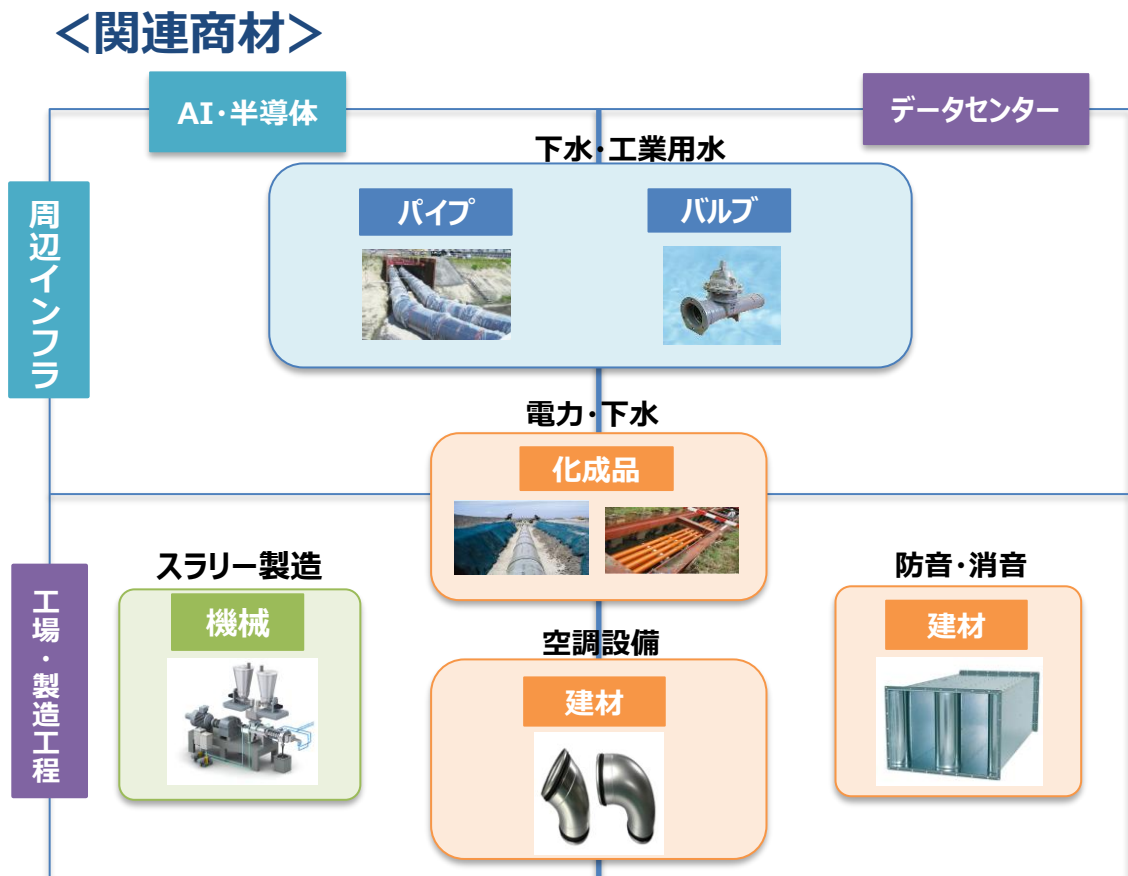 ＜関連商材＞
AI・半導体
データセンター
下水・工業用水
周辺インフラ
パイプ
バルブ
電力・下水
化成品
工場・製造工程
スラリー製造
機械
空調設備
建材
防音・消音
建材